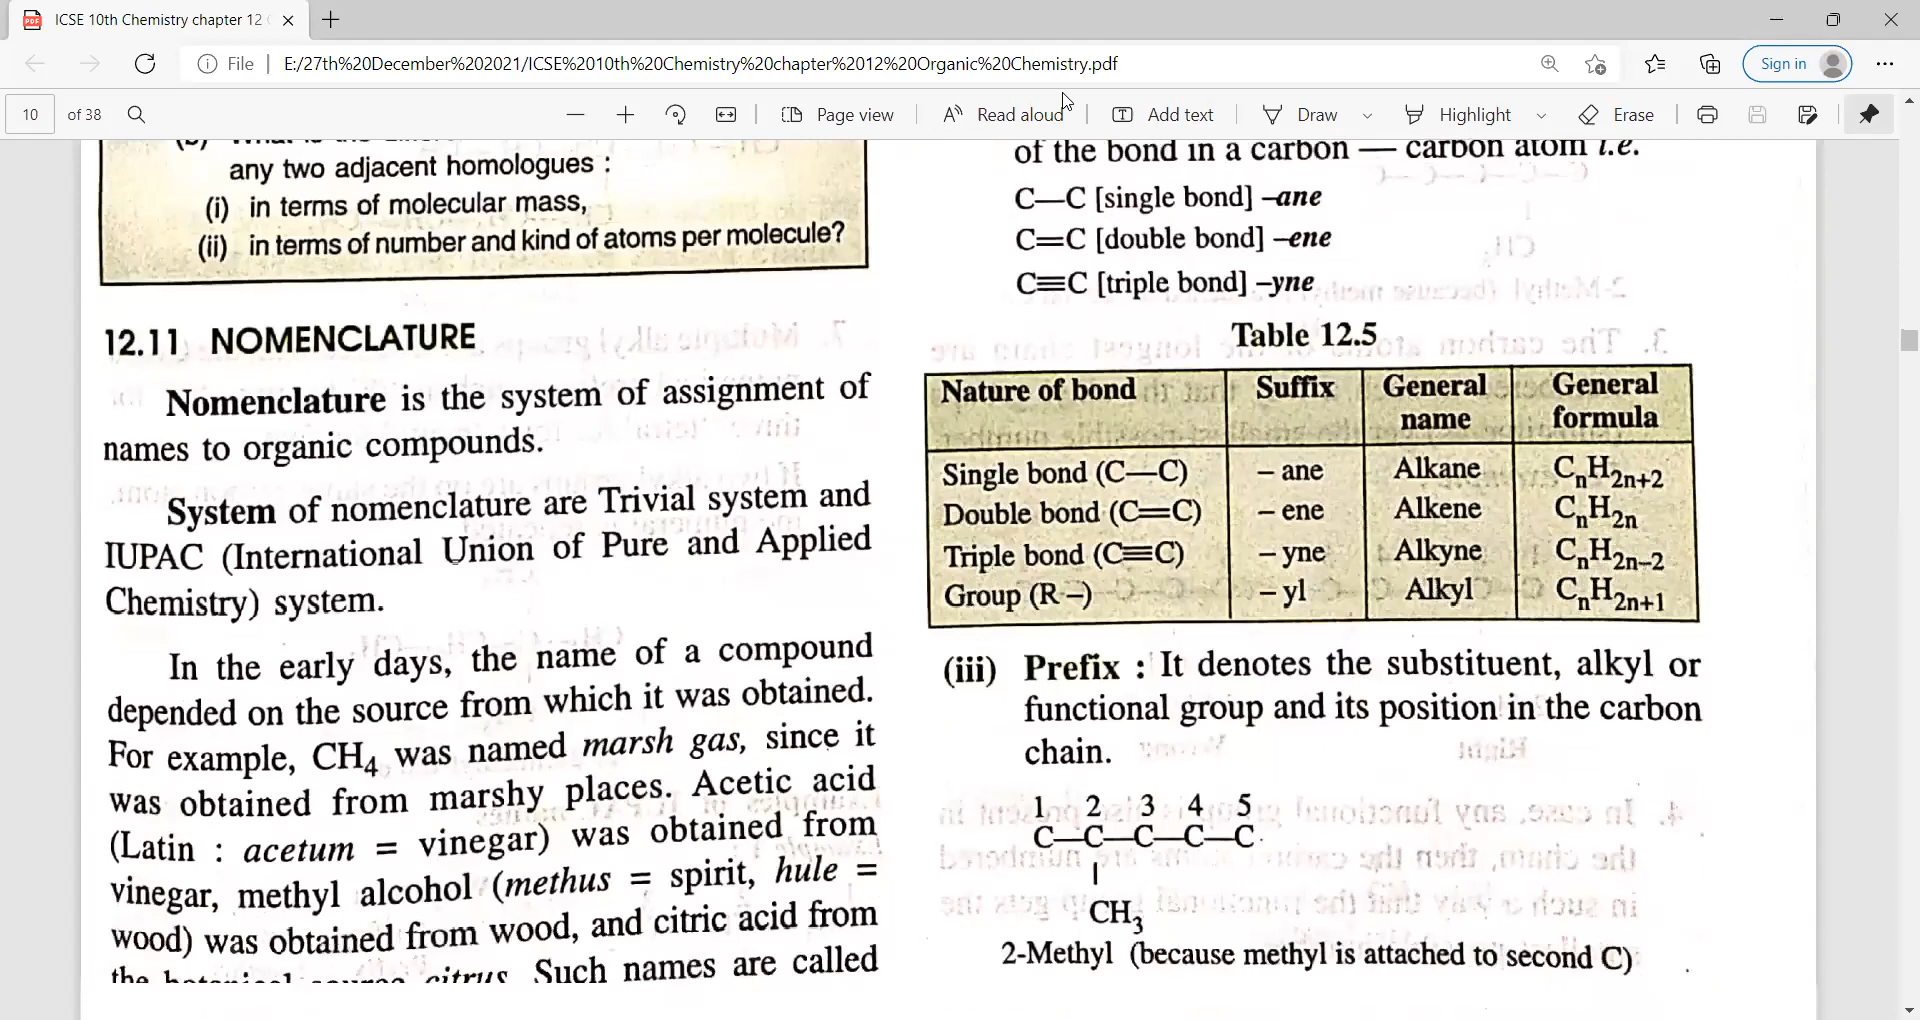 ICSE 10th Chemistry chapter 12
File
E:/27th%20December%202021/ICSE%2010th%20Chemistry%20chapter%2012%20Organic%20Chemistry.pdf
Sign in
10 of 38
Page view
Read aloud
Add text
Draw
Highlight
Erase
any two adjacent homologues :
(i) in terms of molecular mass,
(ii) in terms of number and kind of atoms per molecule?
12.11 NOMENCLATURE
Nomenclature is the system of assignment of
names to organic compounds.
System of nomenclature are Trivial system and
IUPAC (International Union of Pure and Applied
Chemistry) system.
In the early days, the name of a compound
depended on the source from which it was obtained.
For example, CH₄ was named marsh gas, since it
was obtained from marshy places. Acetic acid
(Latin : acetum = vinegar) was obtained from
vinegar, methyl alcohol (methus = spirit, hule =
wood) was obtained from wood, and citric acid from
the citrus Such names are called
of the bond in a carbon — carbon atom i.e.
C—C [single bond] –ane
C=C [double bond] –ene
C≡C [triple bond] –yne
Table 12.5
Nature of bond Suffix General name General formula
Single bond (C—C) – ane Alkane CₙH₂ₙ₊₂
Double bond (C=C) – ene Alkene CₙH₂ₙ
Triple bond (C≡C) – yne Alkyne CₙH₂ₙ₋₂
Group (R –) – yl Alkyl CₙH₂ₙ₊₁
(iii) Prefix : It denotes the substituent, alkyl or
functional group and its position in the carbon
chain.
1 2 3 4 5
C—C—C—C—C
CH₃
2-Methyl (because methyl is attached to second C)